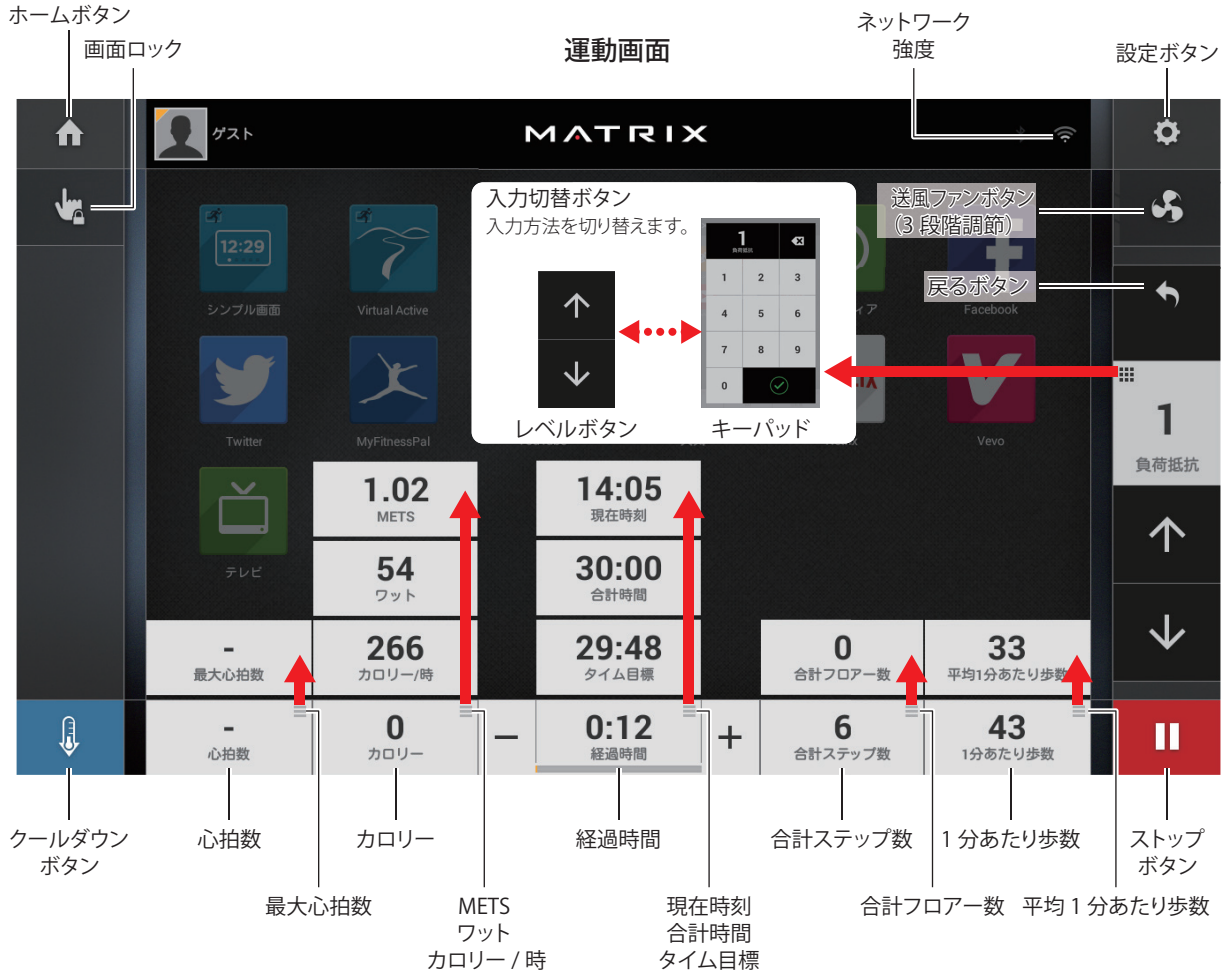 ホームボタン
画面ロック
運動画面
ネットワーク
強度
設定ボタン
ゲスト
MATRIX
入力切替ボタン
入力方法を切り替えます。
1
負荷抵抗
1 2 3
4 5 6
7 8 9
0
レベルボタン
キーパッド
送風ファンボタン
（3 段階調節）
戻るボタン
12:29
シンプル画面
Virtual Active
Facebook
Twitter
MyFitnessPal
Vevo
テレビ
1
負荷抵抗
1.02
METS
54
ワット
266
カロリー/時
14:05
現在時刻
30:00
合計時間
29:48
タイム目標
-
最大心拍数
0
合計フロアー数
33
平均1分あたり歩数
-
心拍数
0
カロリー
−
0:12
経過時間
+
6
合計ステップ数
43
1分あたり歩数
クールダウン
ボタン
心拍数
カロリー
経過時間
合計ステップ数
1 分あたり歩数
ストップ
ボタン
最大心拍数
METS
ワット
カロリー / 時
現在時刻
合計時間
タイム目標
合計フロアー数
平均 1 分あたり歩数